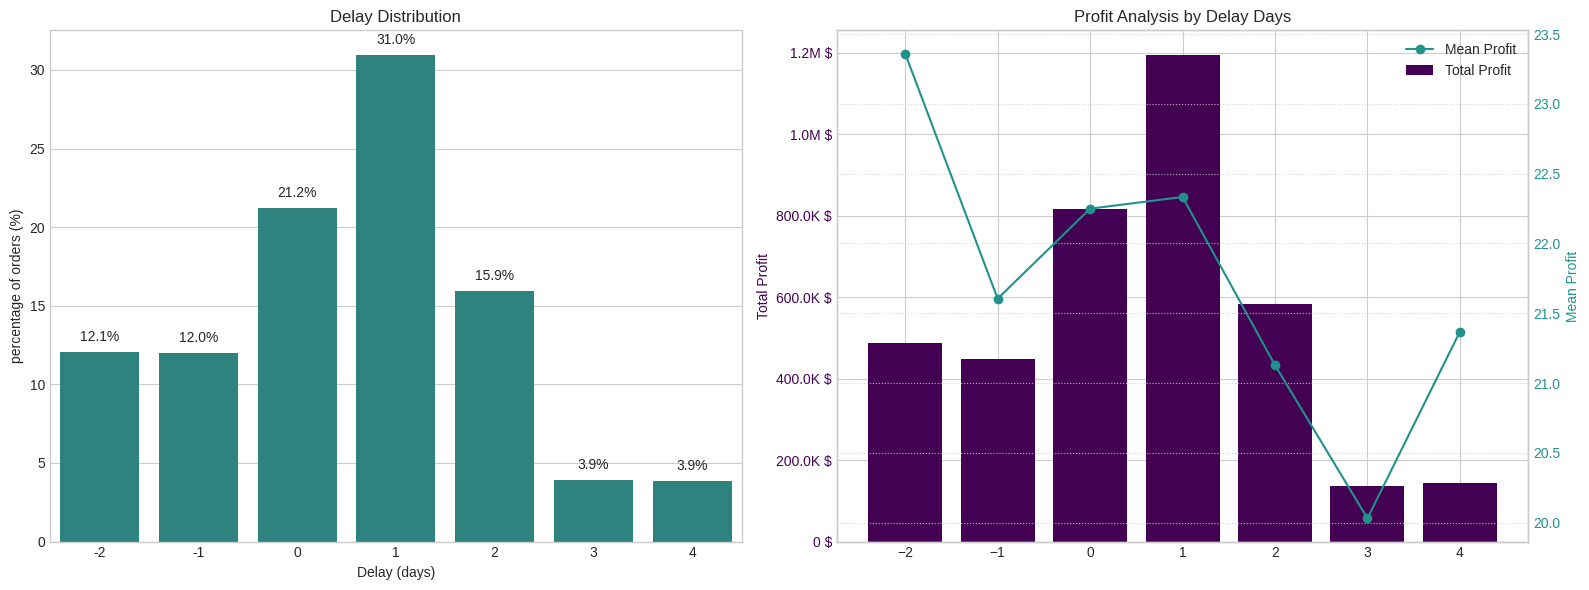 Delay Distribution
31.0%
21.2%
15.9%
12.1%
12.0%
3.9%
3.9%
30
25
20
15
10
5
0
percentage of orders (%)
-2
-1
0
1
2
3
4
Delay (days)
Profit Analysis by Delay Days
Mean Profit
Total Profit
1.2M $
1.0M $
800.0K $
600.0K $
400.0K $
200.0K $
0 $
Total Profit
−2
−1
0
1
2
3
4
23.5
23.0
22.5
22.0
21.5
21.0
20.5
20.0
Mean Profit